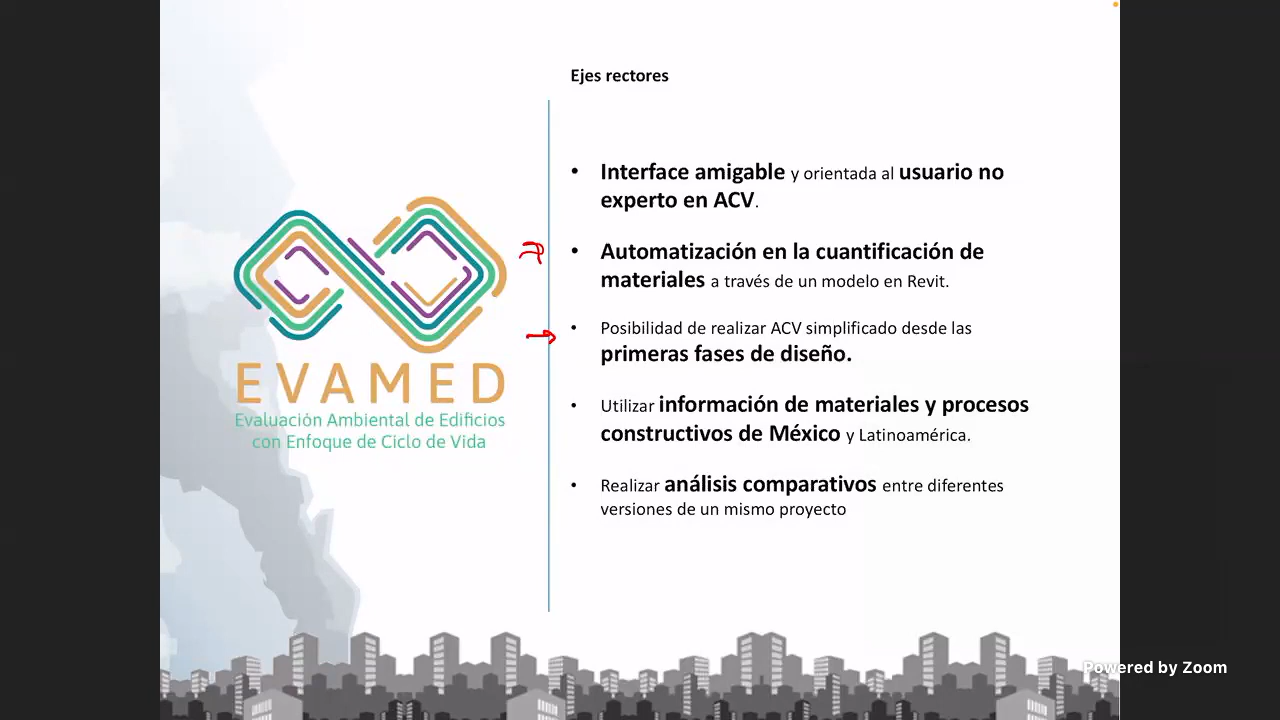 Ejes rectores
• Interface amigable y orientada al usuario no
experto en ACV.
• Automatización en la cuantificación de
materiales a través de un modelo en Revit.
• Posibilidad de realizar ACV simplificado desde las
primeras fases de diseño.
• Utilizar información de materiales y procesos
constructivos de México y Latinoamérica.
• Realizar análisis comparativos entre diferentes
versiones de un mismo proyecto
EVAMED
Evaluación Ambiental de Edificios
con Enfoque de Ciclo de Vida
Powered by Zoom